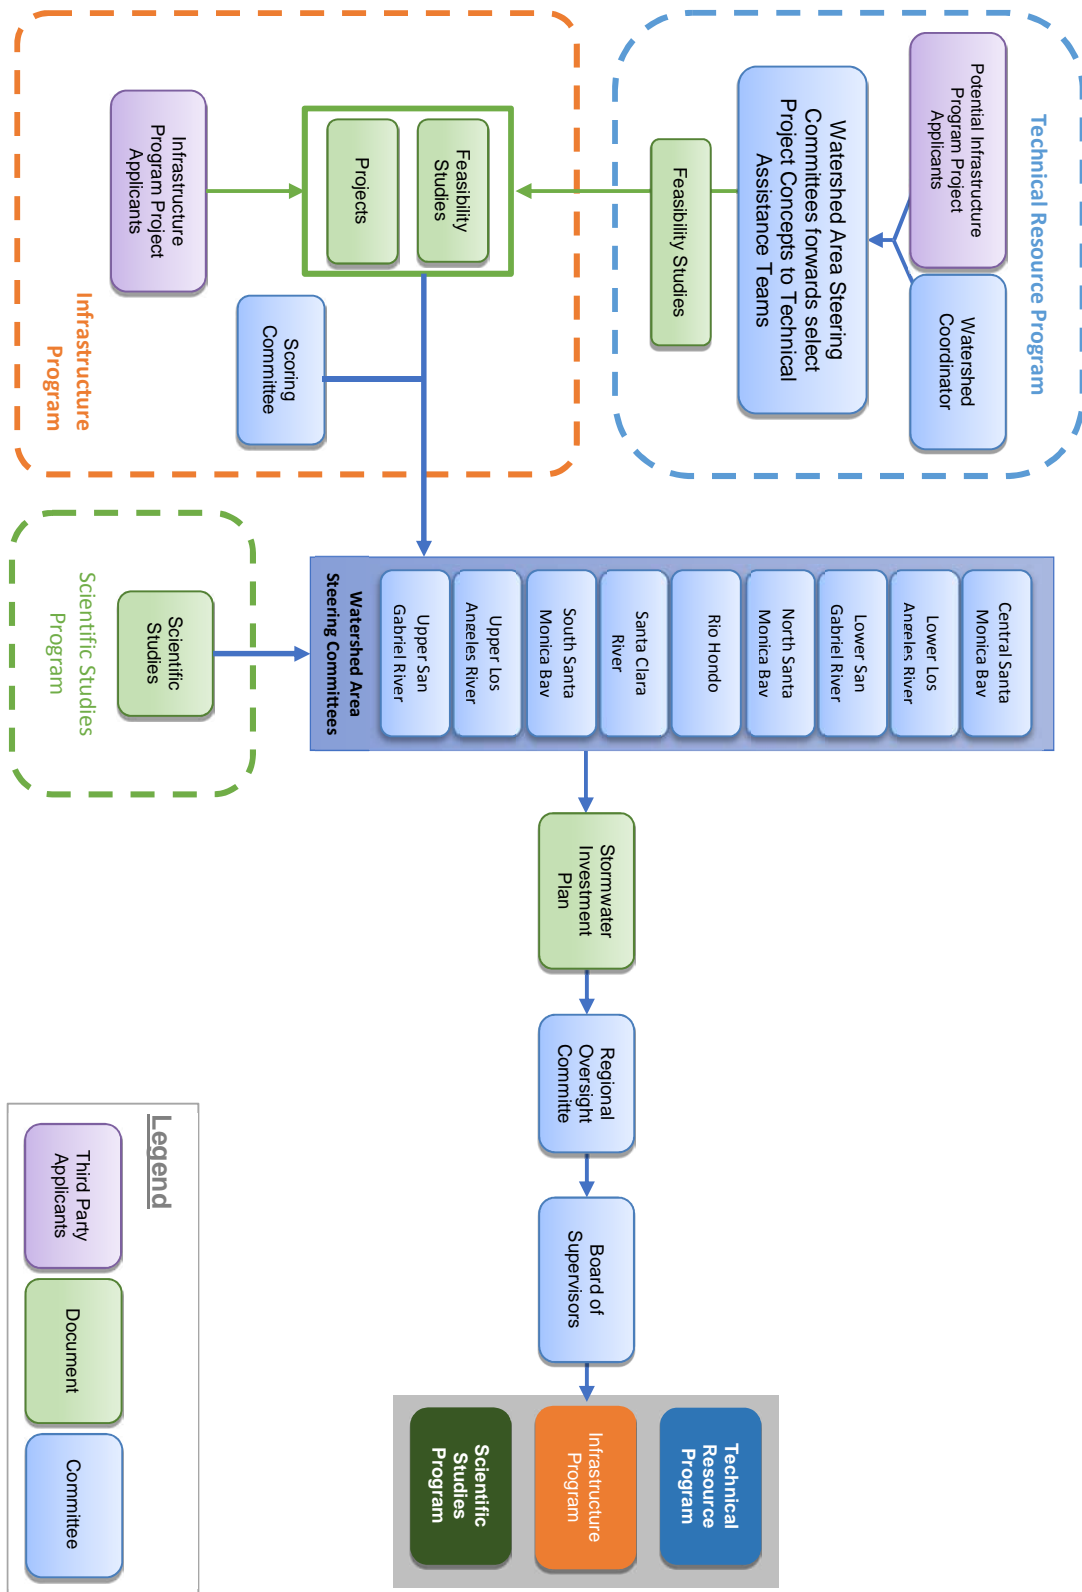 Technical Resource Program
Potential Infrastructure
Program Project
Applicants
Watershed
Coordinator
Watershed Area Steering
Committees forwards select
Project Concepts to Technical
Assistance Teams
Feasibility Studies
Feasibility
Studies
Projects
Infrastructure
Program Project
Applicants
Scoring
Committee
Infrastructure
Program
Central Santa
Monica Bay
Lower Los
Angeles River
Lower San
Gabriel River
North Santa
Monica Bay
Rio Hondo
Santa Clara
River
South Santa
Monica Bay
Upper Los
Angeles River
Upper San
Gabriel River
Watershed Area
Steering Committees
Scientific
Studies
Scientific Studies
Program
Stormwater
Investment
Plan
Regional
Oversight
Committe
Board of
Supervisors
Technical
Resource
Program
Infrastructure
Program
Scientific
Studies
Program
Legend
Third Party
Applicants
Document
Committee